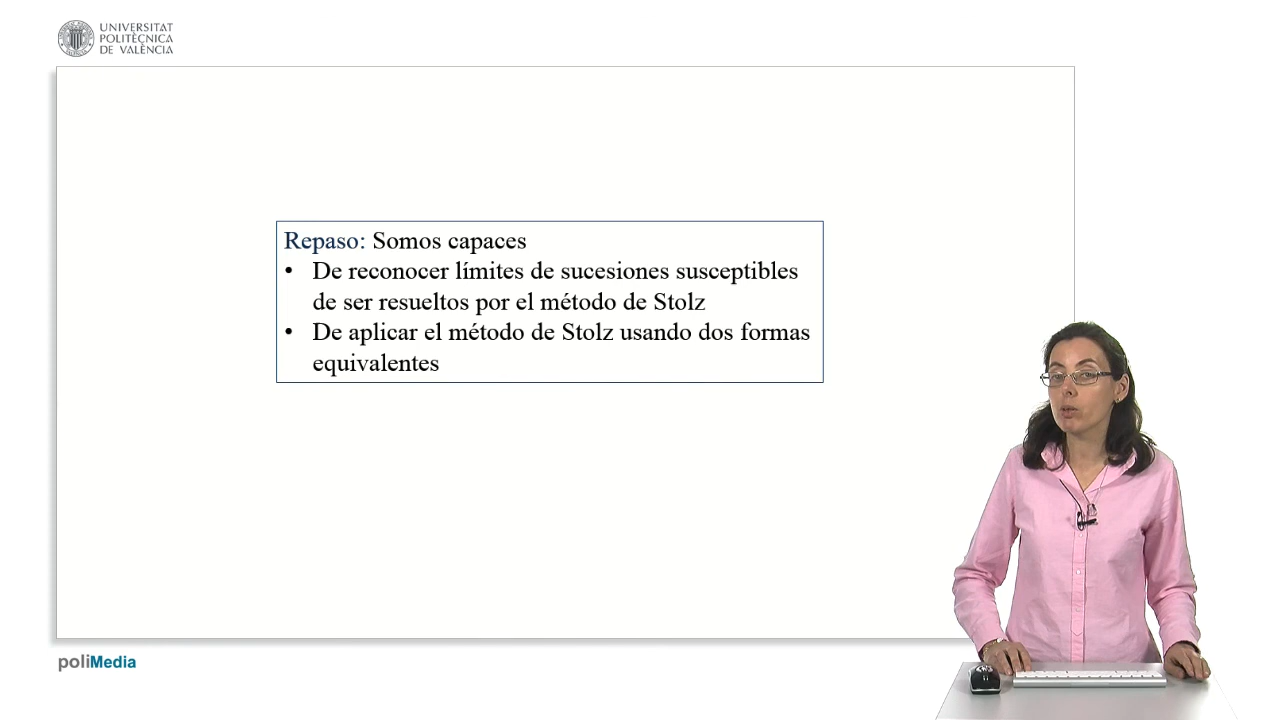 UNIVERSITAT
POLITÈCNICA
DE VALÈNCIA
Repaso: Somos capaces
• De reconocer límites de sucesiones susceptibles
de ser resueltos por el método de Stolz
• De aplicar el método de Stolz usando dos formas
equivalentes
poliMedia